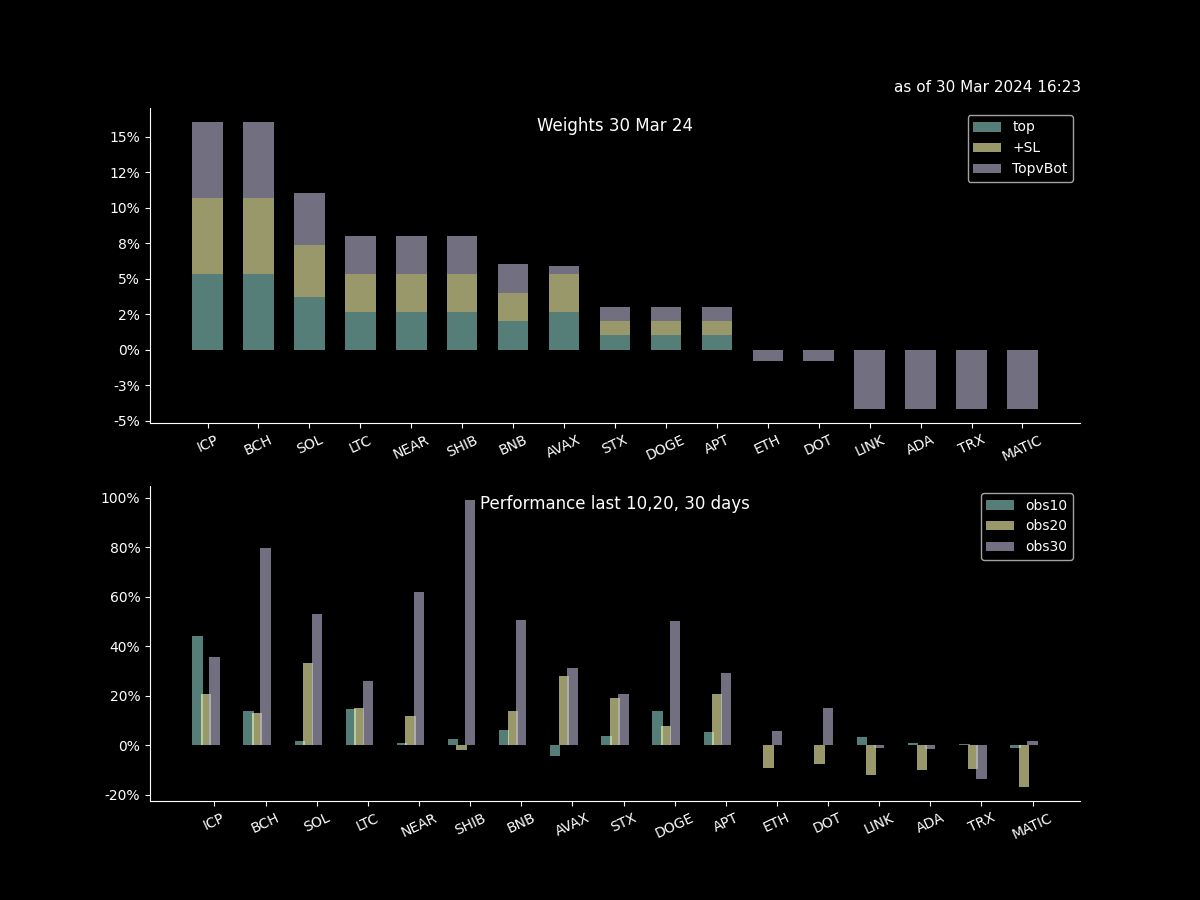 as of 30 Mar 2024 16:23
Weights 30 Mar 24
top
+SL
TopvBot
15%
12%
10%
8%
5%
2%
0%
-3%
-5%
ICP BCH SOL LTC NEAR SHIB BNB AVAX STX DOGE APT ETH DOT LINK ADA TRX MATIC
Performance last 10,20, 30 days
obs10
obs20
obs30
100%
80%
60%
40%
20%
0%
-20%
ICP BCH SOL LTC NEAR SHIB BNB AVAX STX DOGE APT ETH DOT LINK ADA TRX MATIC